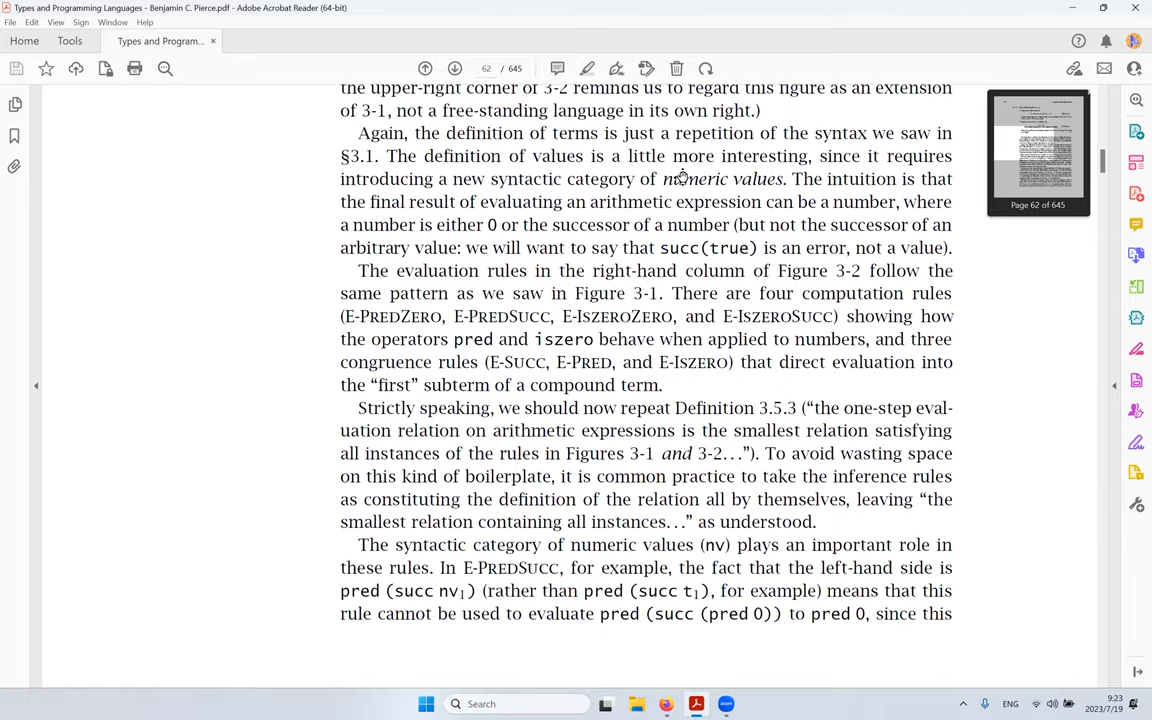 Types and Programming Languages - Benjamin C. Pierce.pdf - Adobe Acrobat Reader (64-bit)
File Edit View Sign Window Help
Home Tools Types and Program... ×
62 / 645
the upper-right corner of 3-2 reminds us to regard this figure as an extension
of 3-1, not a free-standing language in its own right.)
Again, the definition of terms is just a repetition of the syntax we saw in
§3.1. The definition of values is a little more interesting, since it requires
introducing a new syntactic category of numeric values. The intuition is that
the final result of evaluating an arithmetic expression can be a number, where
a number is either 0 or the successor of a number (but not the successor of an
arbitrary value: we will want to say that succ(true) is an error, not a value).
The evaluation rules in the right-hand column of Figure 3-2 follow the
same pattern as we saw in Figure 3-1. There are four computation rules
(E-PREDZERO, E-PREDSUCC, E-ISZEROZERO, and E-ISZEROSUCC) showing how
the operators pred and iszero behave when applied to numbers, and three
congruence rules (E-SUCC, E-PRED, and E-ISZERO) that direct evaluation into
the “first” subterm of a compound term.
Strictly speaking, we should now repeat Definition 3.5.3 (“the one-step eval-
uation relation on arithmetic expressions is the smallest relation satisfying
all instances of the rules in Figures 3-1 and 3-2...”). To avoid wasting space
on this kind of boilerplate, it is common practice to take the inference rules
as constituting the definition of the relation all by themselves, leaving “the
smallest relation containing all instances...” as understood.
The syntactic category of numeric values (nv) plays an important role in
these rules. In E-PREDSUCC, for example, the fact that the left-hand side is
pred (succ nv₁) (rather than pred (succ t₁), for example) means that this
rule cannot be used to evaluate pred (succ (pred 0)) to pred 0, since this
Page 62 of 645
Search
ENG
9:23
2023/7/19